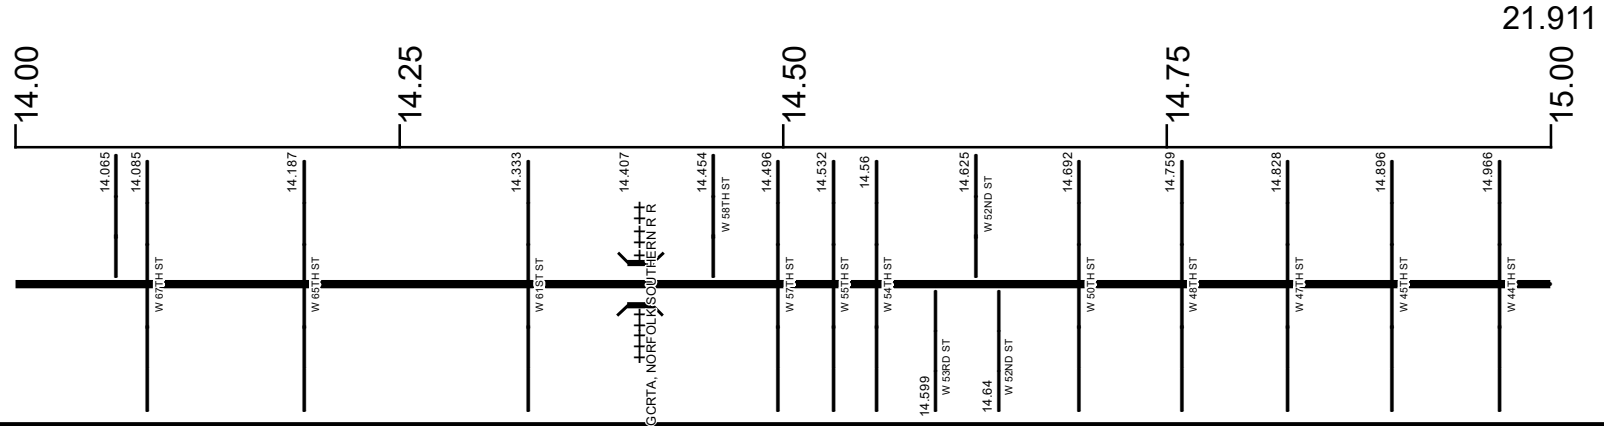 21.911
14.00
14.25
14.50
14.75
15.00
14.065
14.085
14.187
14.333
14.407
14.454
14.496
14.532
14.56
14.625
14.692
14.759
14.828
14.896
14.966
W 58TH ST
W 52ND ST
W 67TH ST
W 65TH ST
W 61ST ST
GCRTA, NORFOLK SOUTHERN R R
W 57TH ST
W 55TH ST
W 54TH ST
W 50TH ST
W 48TH ST
W 47TH ST
W 45TH ST
W 44TH ST
14.599
W 53RD ST
14.64
W 52ND ST